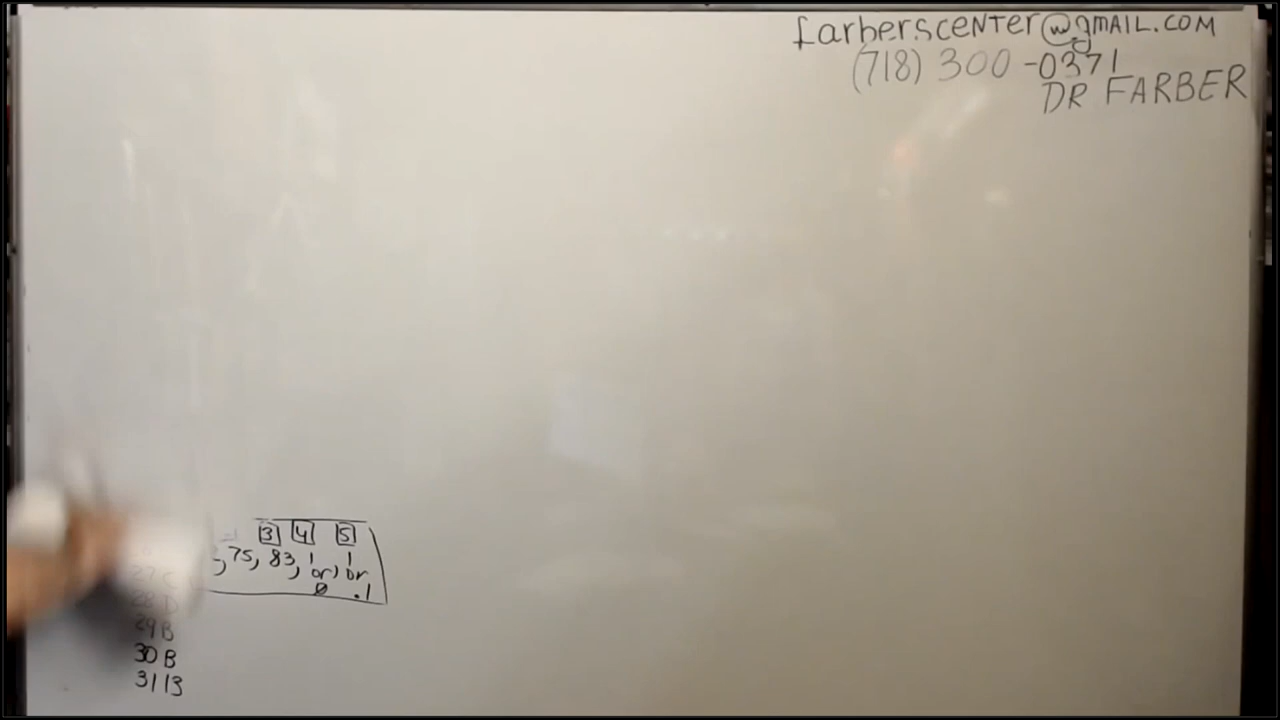 farberscenter@gmail.com
(718) 300-0371
DR FARBER
3 4 5
, 75, 83, 1 or 0, 1 or .1
27 C
28 D
29 B
30 B
31 13